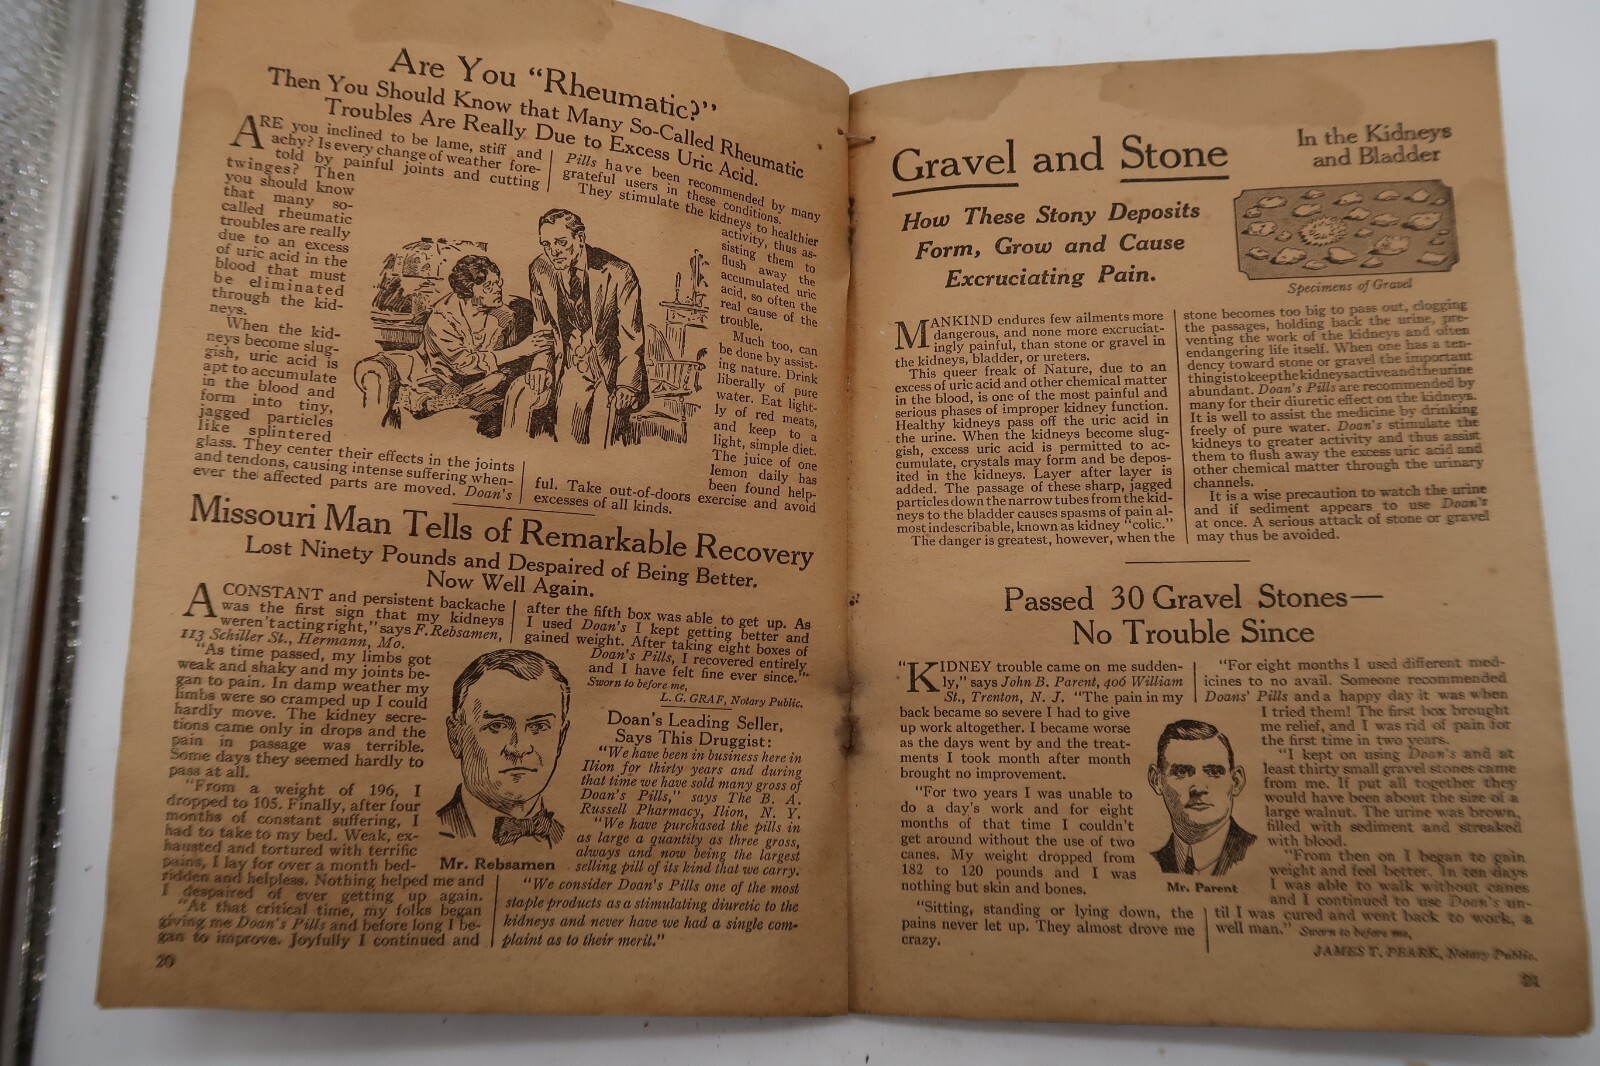 Are You "Rheumatic?"
Then You Should Know that Many So-Called Rheumatic
Troubles Are Really Due to Excess Uric Acid.
ARE you inclined to be lame, stiff and
achy? Is every change of weather fore-
told by painful joints and cutting
twinges? Then
you should know
that many so-
called rheumatic
troubles are really
due to an excess
of uric acid in the
blood that must
be eliminated
through the kid-
neys.
When the kid-
neys become slug-
gish, uric acid is
apt to accumulate
in the blood and
form into tiny,
jagged particles
like splintered
glass. They center their effects in the joints
and tendons, causing intense suffering when-
ever the affected parts are moved. Doan's
Pills have been recommended by many
grateful users in these conditions.
They stimulate the kidneys to healthier
activity, thus as-
sisting them to
flush away the
accumulated uric
acid, so often the
real cause of the
trouble.
Much too, can
be done by assist-
ing nature. Drink
liberally of pure
water. Eat light-
ly of red meats,
and keep to a
light, simple diet.
The juice of one
lemon daily has
been found help-
ful. Take out-of-doors exercise and avoid
excesses of all kinds.
Missouri Man Tells of Remarkable Recovery
Lost Ninety Pounds and Despaired of Being Better.
Now Well Again.
A CONSTANT and persistent backache
was the first sign that my kidneys
weren't acting right," says F. Rebsamen,
113 Schiller St., Hermann, Mo.
"As time passed, my limbs got
weak and shaky and my joints be-
gan to pain. In damp weather my
limbs were so cramped up I could
hardly move. The kidney secre-
tions came only in drops and the
pain in passage was terrible.
Some days they seemed hardly to
pass at all.
"From a weight of 196, I
dropped to 105. Finally, after four
months of constant suffering, I
had to take to my bed. Weak, ex-
hausted and tortured with terrific
pains, I lay for over a month bed-
ridden and helpless. Nothing helped me and
I despaired of ever getting up again.
"At that critical time, my folks began
giving me Doan's Pills and before long I be-
gan to improve. Joyfully I continued and
Mr. Rebsamen
after the fifth box was able to get up. As
I used Doan's I kept getting better and
gained weight. After taking eight boxes of
Doan's Pills, I recovered entirely
and I have felt fine ever since."
Sworn to before me,
L. G. GRAF, Notary Public.
Doan's Leading Seller,
Says This Druggist:
"We have been in business here in
Ilion for thirty years and during
that time we have sold many gross of
Doan's Pills," says The B. A.
Russell Pharmacy, Ilion, N. Y.
"We have purchased the pills in
as large a quantity as three gross,
always and now being the largest
selling pill of its kind that we carry.
"We consider Doan's Pills one of the most
staple products as a stimulating diuretic to the
kidneys and never have we had a single com-
plaint as to their merit."
20
Gravel and Stone
In the Kidneys
and Bladder
How These Stony Deposits
Form, Grow and Cause
Excruciating Pain.
Specimens of Gravel
MANKIND endures few ailments more
dangerous, and none more excruciat-
ingly painful, than stone or gravel in
the kidneys, bladder, or ureters.
This queer freak of Nature, due to an
excess of uric acid and other chemical matter
in the blood, is one of the most painful and
serious phases of improper kidney function.
Healthy kidneys pass off the uric acid in
the urine. When the kidneys become slug-
gish, excess uric acid is permitted to ac-
cumulate, crystals may form and be depos-
ited in the kidneys. Layer after layer is
added. The passage of these sharp, jagged
particles down the narrow tubes from the kid-
neys to the bladder causes spasms of pain al-
most indescribable, known as kidney "colic."
The danger is greatest, however, when the
stone becomes too big to pass out, clogging
the passages, holding back the urine, pre-
venting the work of the kidneys and often
endangering life itself. When one has a ten-
dency toward stone or gravel the important
thing is to keep the kidneys active and the urine
abundant. Doan's Pills are recommended by
many for their diuretic effect on the kidneys.
It is well to assist the medicine by drinking
freely of pure water. Doan's stimulate the
kidneys to greater activity and thus assist
them to flush away the excess uric acid and
other chemical matter through the urinary
channels.
It is a wise precaution to watch the urine
and if sediment appears to use Doan's
at once. A serious attack of stone or gravel
may thus be avoided.
Passed 30 Gravel Stones—
No Trouble Since
"KIDNEY trouble came on me sudden-
ly," says John B. Parent, 406 William
St., Trenton, N. J. "The pain in my
back became so severe I had to give
up work altogether. I became worse
as the days went by and the treat-
ments I took month after month
brought no improvement.
"For two years I was unable to
do a day's work and for eight
months of that time I couldn't
get around without the use of two
canes. My weight dropped from
182 to 120 pounds and I was
nothing but skin and bones.
"Sitting, standing or lying down, the
pains never let up. They almost drove me
crazy.
Mr. Parent
"For eight months I used different med-
icines to no avail. Someone recommended
Doans' Pills and a happy day it was when
I tried them! The first box brought
me relief, and I was rid of pain for
the first time in two years.
"I kept on using Doan's and at
least thirty small gravel stones came
from me. If put all together they
would have been about the size of a
large walnut. The urine was brown,
filled with sediment and streaked
with blood.
"From then on I began to gain
weight and feel better. In ten days
I was able to walk without canes
and I continued to use Doan's un-
til I was cured and went back to work, a
well man." Sworn to before me,
JAMES T. PEARK, Notary Public.
21